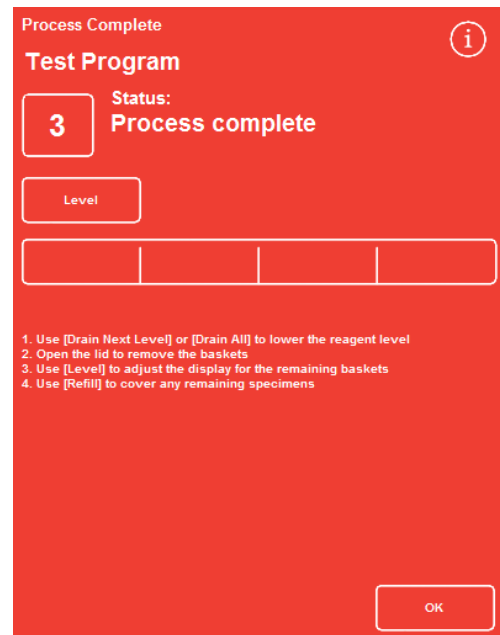 Process Complete
i
Test Program
3
Status:
Process complete
Level
1. Use [Drain Next Level] or [Drain All] to lower the reagent level
2. Open the lid to remove the baskets
3. Use [Level] to adjust the display for the remaining baskets
4. Use [Refill] to cover any remaining specimens
OK